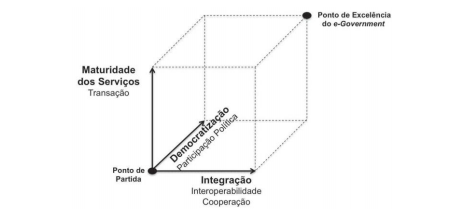 Ponto de Excelência
do e-Government
Maturidade
dos Serviços
Transação
Democratização
Participação Política
Ponto de
Partida
Integração
Interoperabilidade
Cooperação